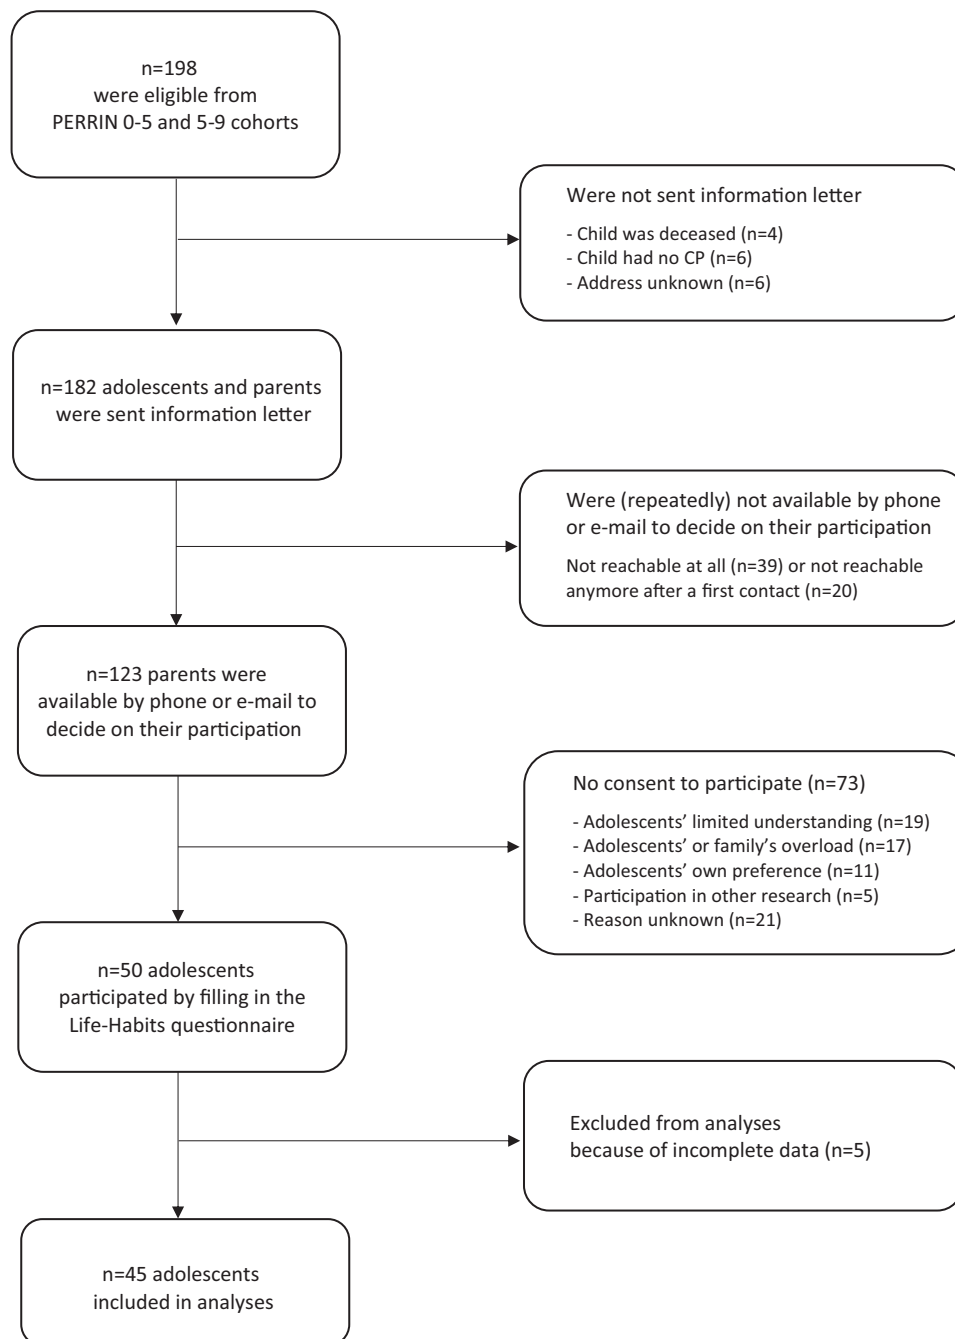 n=198
were eligible from
PERRIN 0-5 and 5-9 cohorts
Were not sent information letter
- Child was deceased (n=4)
- Child had no CP (n=6)
- Address unknown (n=6)
n=182 adolescents and parents
were sent information letter
Were (repeatedly) not available by phone
or e-mail to decide on their participation
Not reachable at all (n=39) or not reachable
anymore after a first contact (n=20)
n=123 parents were
available by phone or e-mail to
decide on their participation
No consent to participate (n=73)
- Adolescents’ limited understanding (n=19)
- Adolescents’ or family’s overload (n=17)
- Adolescents’ own preference (n=11)
- Participation in other research (n=5)
- Reason unknown (n=21)
n=50 adolescents
participated by filling in the
Life-Habits questionnaire
Excluded from analyses
because of incomplete data (n=5)
n=45 adolescents
included in analyses